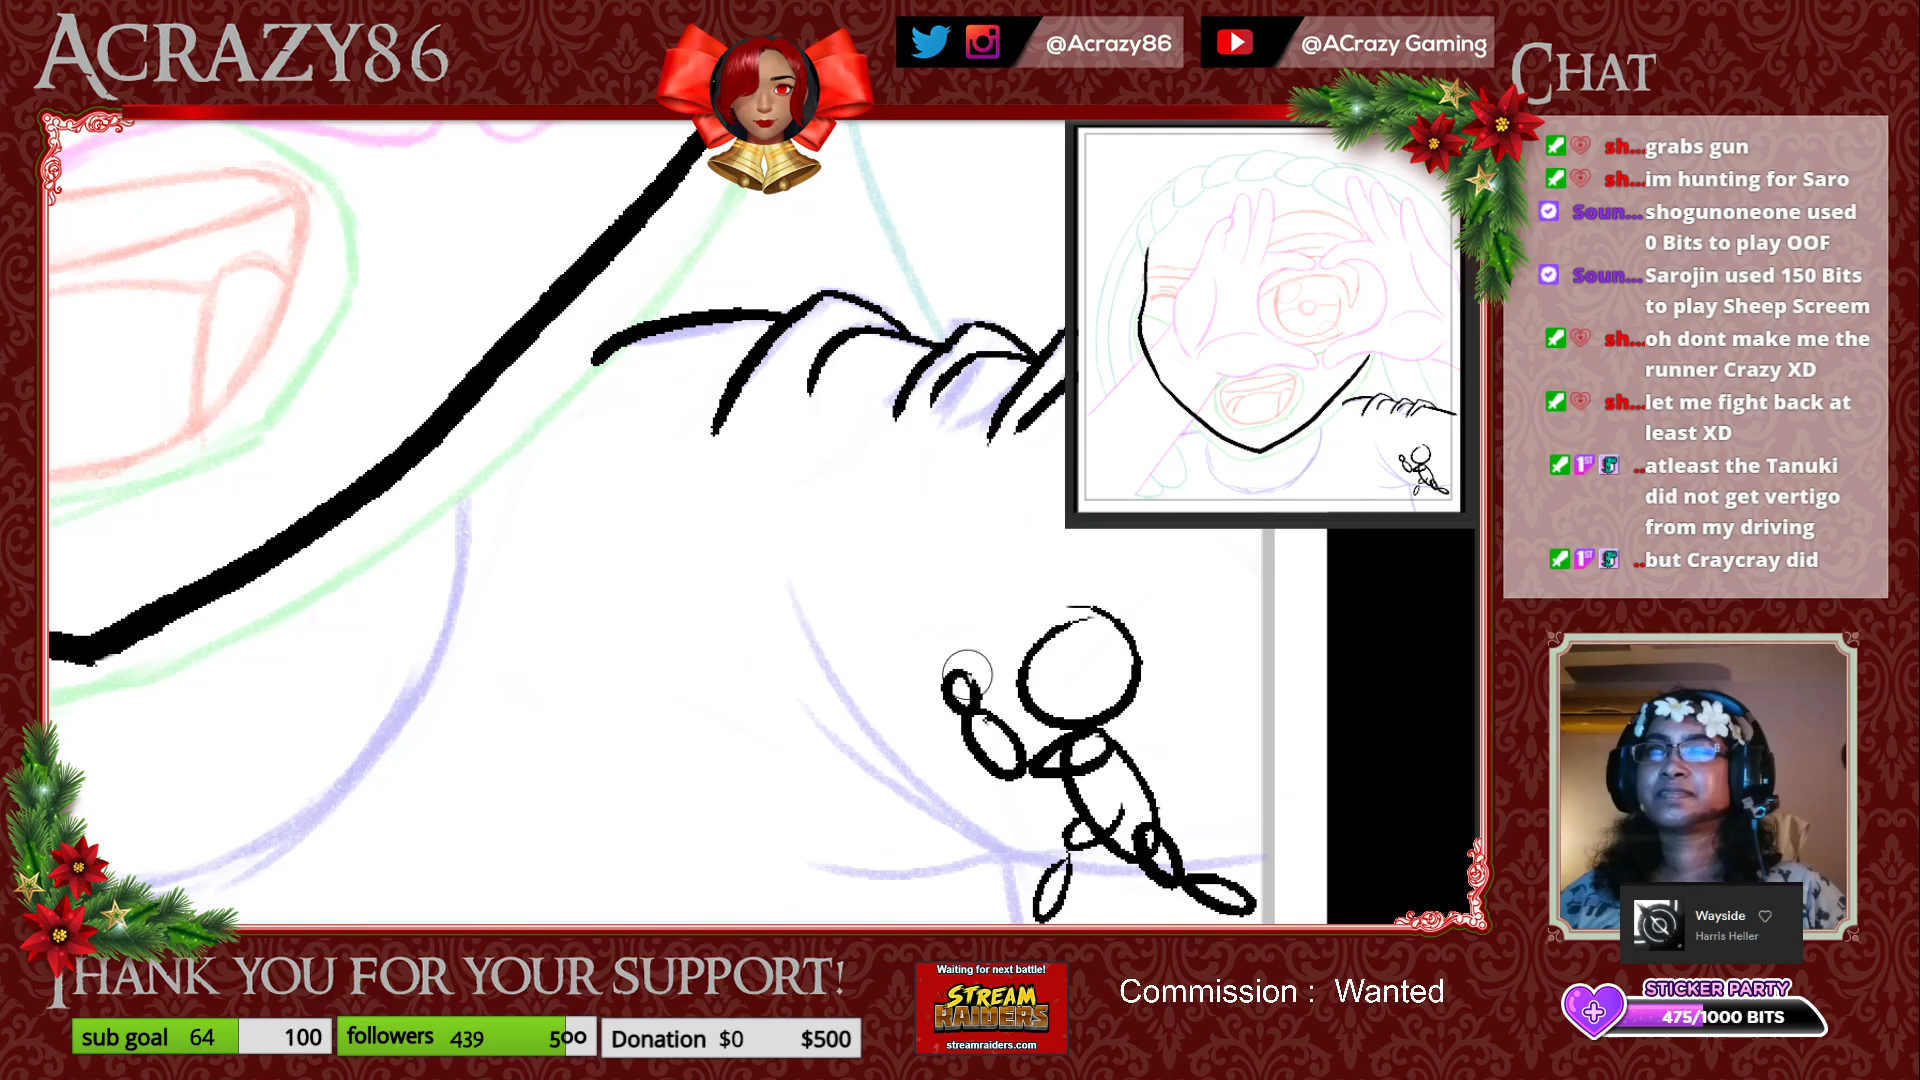 ACRAZY86
@Acrazy86
@ACrazy Gaming
CHAT
sh...grabs gun
sh...im hunting for Saro
Soun...shogunoneone used
0 Bits to play OOF
Soun...Sarojin used 150 Bits
to play Sheep Screem
sh...oh dont make me the
runner Crazy XD
sh...let me fight back at
least XD
1ST ..atleast the Tanuki
did not get vertigo
from my driving
1ST ..but Craycray did
Wayside
Harris Heller
THANK YOU FOR YOUR SUPPORT!
sub goal 64 100
followers 439 500
Donation $0 $500
Waiting for next battle!
STREAM
RAIDERS
streamraiders.com
Commission : Wanted
STICKER PARTY
475/1000 BITS